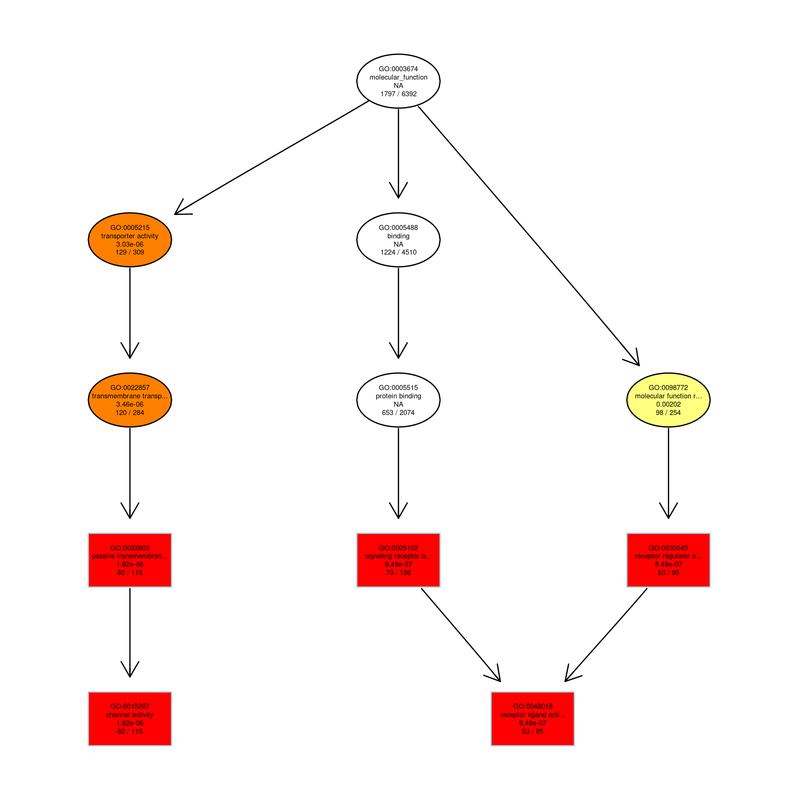 GO:0003674
molecular_function
NA
1797 / 6392
GO:0005215
transporter activity
3.03e-06
129 / 309
GO:0005488
binding
NA
1224 / 4510
GO:0022857
transmembrane transp...
3.46e-06
120 / 284
GO:0005515
protein binding
NA
653 / 2074
GO:0098772
molecular function r...
0.00202
98 / 254
GO:0022803
passive transmembran...
1.62e-06
60 / 115
GO:0005102
signaling receptor b...
8.49e-07
70 / 136
GO:0030545
receptor regulator a...
8.49e-07
53 / 95
GO:0015267
channel activity
1.62e-06
60 / 115
GO:0048018
receptor ligand acti...
8.49e-07
53 / 95